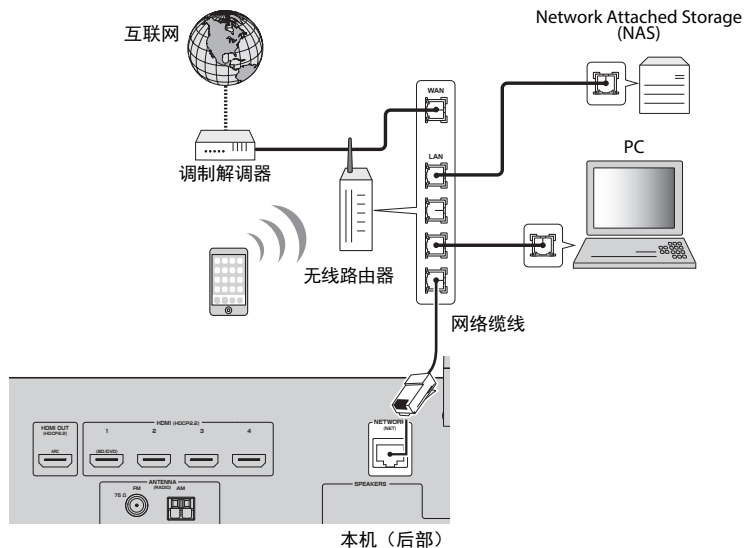 互联网
Network Attached Storage
(NAS)
WAN
调制解调器
LAN
PC
无线路由器
网络缆线
HDMI OUT
(HDCP2.2)
ARC
HDMI (HDCP2.2)
1 2 3 4
(BD/DVD)
NETWORK
(NET)
ANTENNA
(RADIO)
FM AM
75 Ω
SPEAKERS
本机（后部）